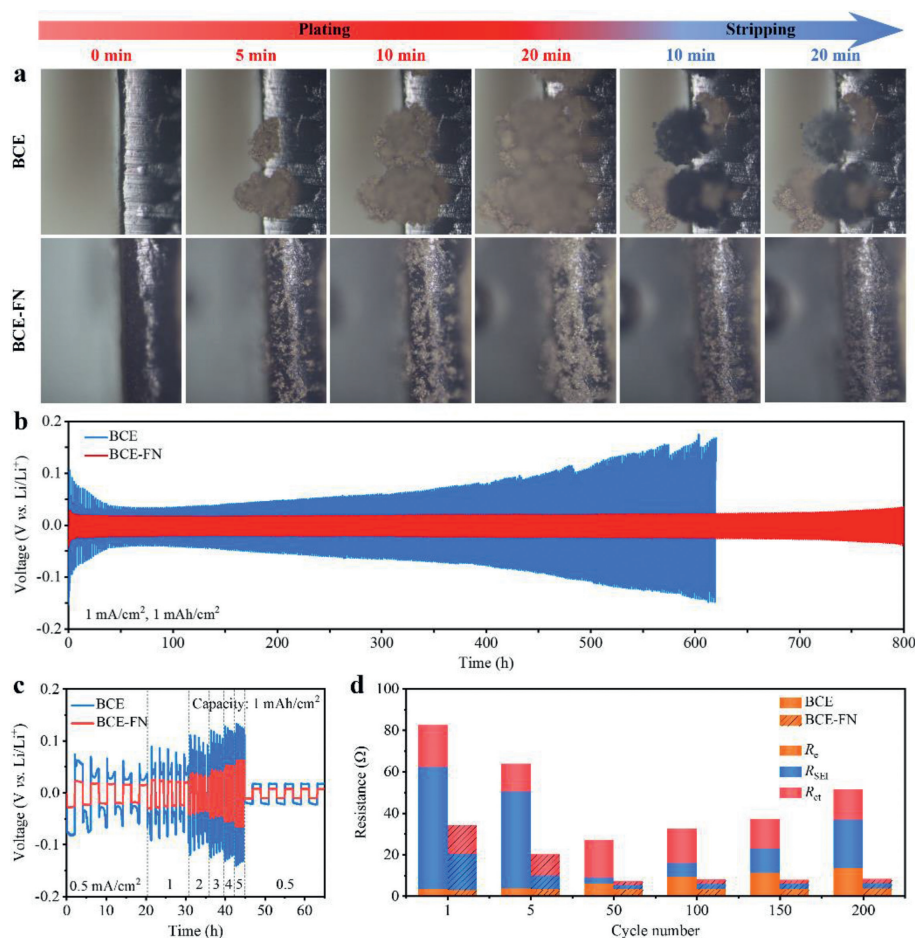 Plating Stripping
0 min 5 min 10 min 20 min 10 min 20 min
a
BCE
BCE-FN
b
0.2
0.1
0.0
-0.1
-0.2
Voltage (V vs. Li/Li⁺)
BCE
BCE-FN
1 mA/cm², 1 mAh/cm²
0 100 200 300 400 500 600 700 800
Time (h)
c
0.2
0.1
0.0
-0.1
-0.2
Voltage (V vs. Li/Li⁺)
BCE
BCE-FN
Capacity: 1 mAh/cm²
0.5 mA/cm² 1 2 3 4 5 0.5
0 10 20 30 40 50 60
Time (h)
d
100
80
60
40
20
0
Resistance (Ω)
BCE
BCE-FN
Rₑ
R_SEI
R_ct
1 5 50 100 150 200
Cycle number